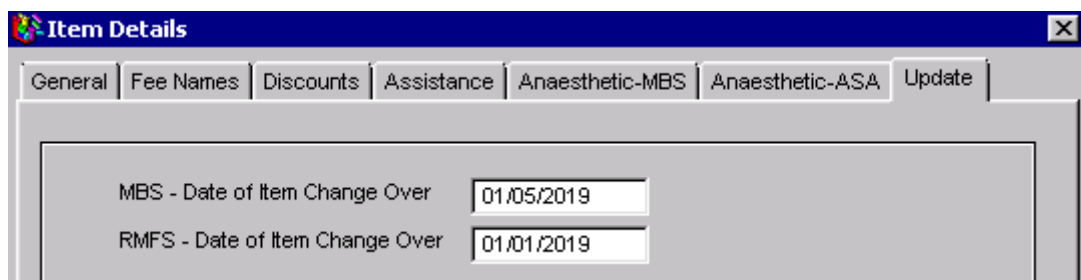 Item Details
General Fee Names Discounts Assistance Anaesthetic-MBS Anaesthetic-ASA Update
MBS - Date of Item Change Over 01/05/2019
RMFS - Date of Item Change Over 01/01/2019